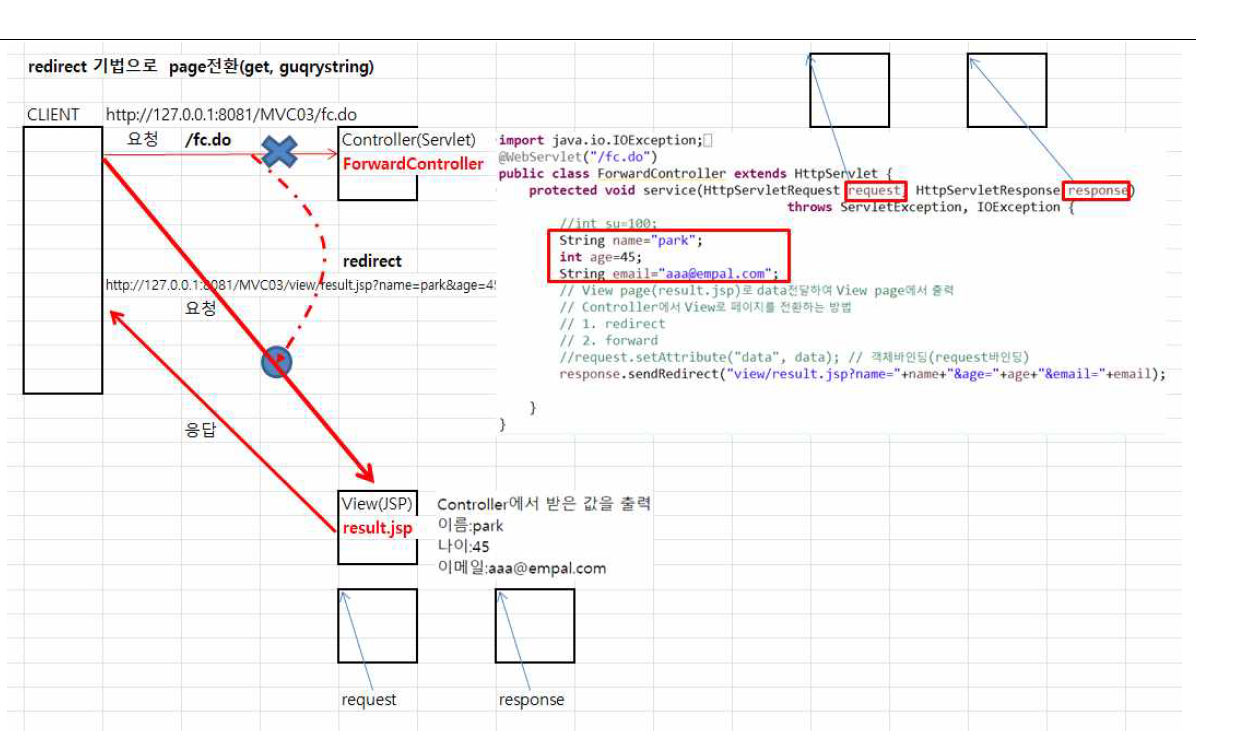 redirect 기법으로 page전환(get, guqrystring)
CLIENT http://127.0.0.1:8081/MVC03/fc.do
요청 /fc.do
Controller(Servlet)
ForwardController
redirect
http://127.0.0.1:8081/MVC03/view/result.jsp?name=park&age=45
요청
응답
import java.io.IOException;
@WebServlet("/fc.do")
public class ForwardController extends HttpServlet {
protected void service(HttpServletRequest request, HttpServletResponse response)
throws ServletException, IOException {
//int su=100;
String name="park";
int age=45;
String email="aaa@empal.com";
// View page(result.jsp)로 data전달하여 View page에서 출력
// Controller에서 View로 페이지를 전환하는 방법
// 1. redirect
// 2. forward
//request.setAttribute("data", data); // 객체바인딩(request바인딩)
response.sendRedirect("view/result.jsp?name="+name+"&age="+age+"&email="+email);
}
}
View(JSP)
result.jsp
Controller에서 받은 값을 출력
이름:park
나이:45
이메일:aaa@empal.com
request response